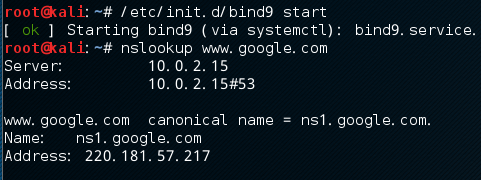 root@kali:~# /etc/init.d/bind9 start
[ ok ] Starting bind9 (via systemctl): bind9.service.
root@kali:~# nslookup www.google.com
Server:		10.0.2.15
Address:	10.0.2.15#53

www.google.com	canonical name = ns1.google.com.
Name:	ns1.google.com
Address: 220.181.57.217